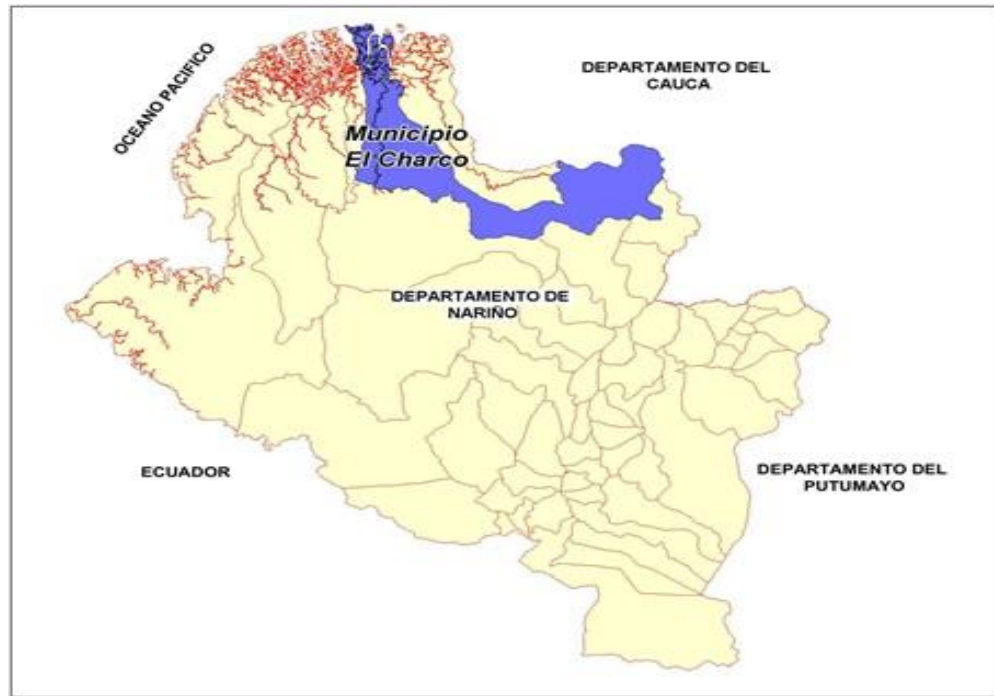 OCEANO PACIFICO
DEPARTAMENTO DEL
CAUCA
Municipio
El Charco
DEPARTAMENTO DE
NARIÑO
ECUADOR
DEPARTAMENTO DEL
PUTUMAYO